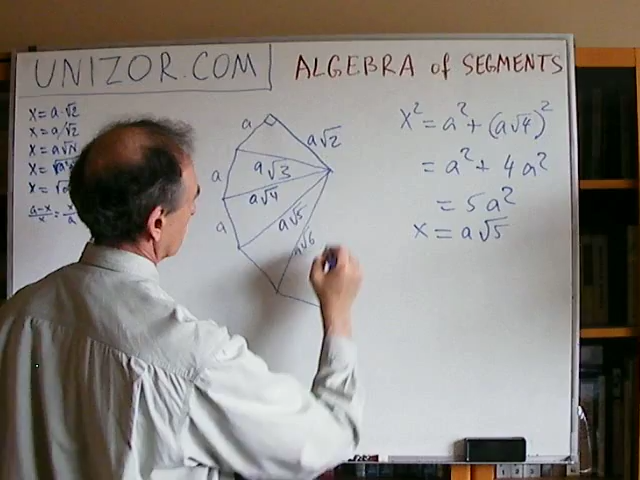 UNIZOR.COM
ALGEBRA of SEGMENTS
x = a√2
x = a/√2
x = a√N
x = √
x = √
a-x/x = x/a
a
a√2
a
a√3
a√4
a
a√5
a√6
x² = a² + (a√4)²
= a² + 4a²
= 5a²
x = a√5